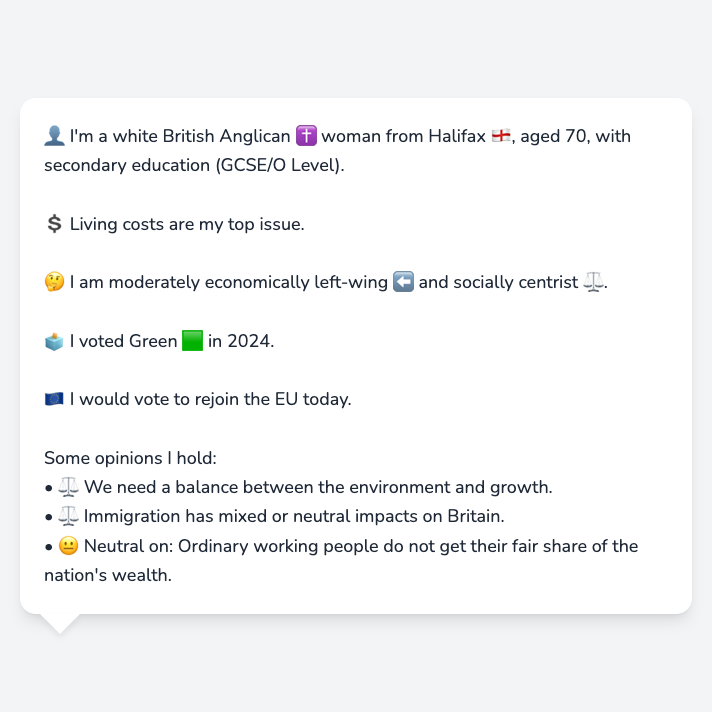 👤 I'm a white British Anglican ✝️ woman from Halifax 🏴󠁧󠁢󠁥󠁮󠁧󠁿, aged 70, with
secondary education (GCSE/O Level).
💲 Living costs are my top issue.
🤔 I am moderately economically left-wing ⬅️ and socially centrist ⚖️.
🗳️ I voted Green 🟩 in 2024.
🇪🇺 I would vote to rejoin the EU today.
Some opinions I hold:
• ⚖️ We need a balance between the environment and growth.
• ⚖️ Immigration has mixed or neutral impacts on Britain.
• 😐 Neutral on: Ordinary working people do not get their fair share of the
nation's wealth.